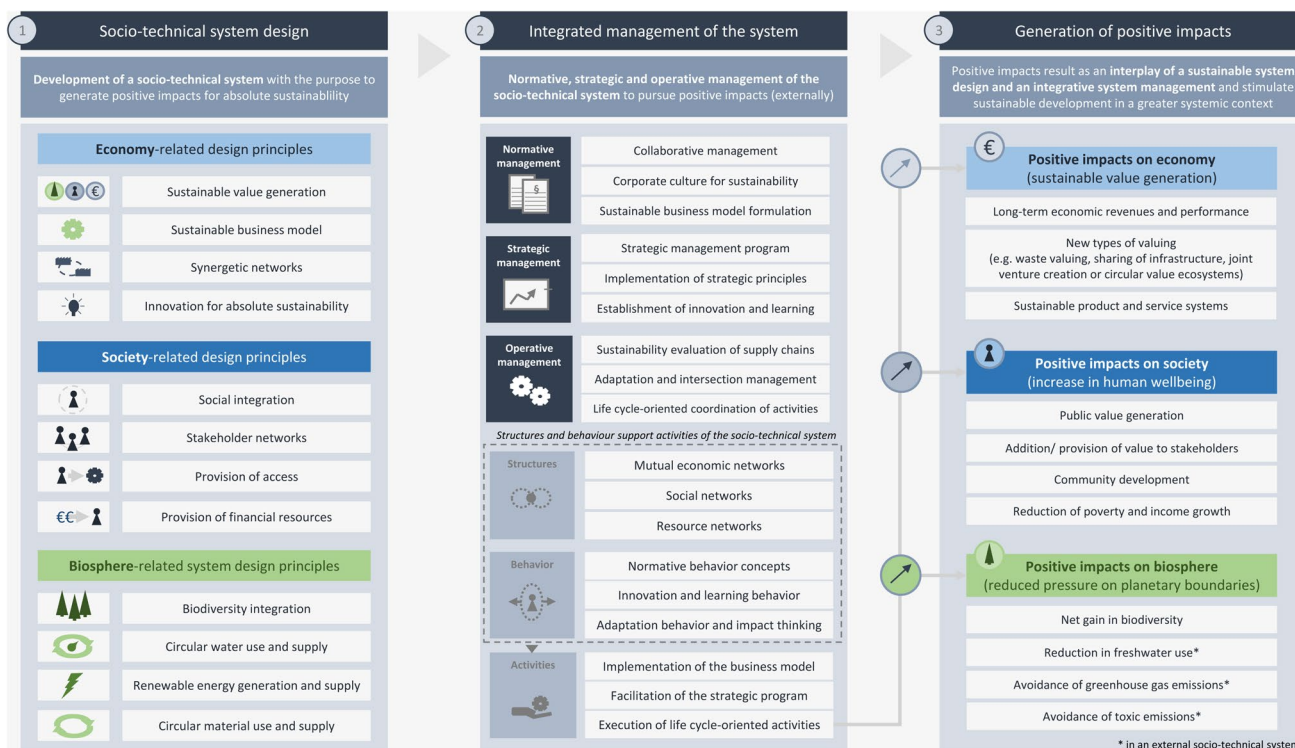 1
Socio-technical system design
Development of a socio-technical system with the purpose to
generate positive impacts for absolute sustainablility
Economy-related design principles
€
Sustainable value generation
Sustainable business model
Synergetic networks
Innovation for absolute sustainability
Society-related design principles
Social integration
Stakeholder networks
Provision of access
€€
Provision of financial resources
Biosphere-related system design principles
Biodiversity integration
Circular water use and supply
Renewable energy generation and supply
Circular material use and supply
2
Integrated management of the system
Normative, strategic and operative management of the
socio-technical system to pursue positive impacts (externally)
Normative
management
§
Collaborative management
Corporate culture for sustainability
Sustainable business model formulation
Strategic
management
Strategic management program
Implementation of strategic principles
Establishment of innovation and learning
Operative
management
Sustainability evaluation of supply chains
Adaptation and intersection management
Life cycle-oriented coordination of activities
Structures and behaviour support activities of the socio-technical system
Structures
Mutual economic networks
Social networks
Resource networks
Behavior
Normative behavior concepts
Innovation and learning behavior
Adaptation behavior and impact thinking
Activities
Implementation of the business model
Facilitation of the strategic program
Execution of life cycle-oriented activities
3
Generation of positive impacts
Positive impacts result as an interplay of a sustainable system
design and an integrative system management and stimulate
sustainable development in a greater systemic context
€
Positive impacts on economy
(sustainable value generation)
Long-term economic revenues and performance
New types of valuing
(e.g. waste valuing, sharing of infrastructure, joint
venture creation or circular value ecosystems)
Sustainable product and service systems
Positive impacts on society
(increase in human wellbeing)
Public value generation
Addition/ provision of value to stakeholders
Community development
Reduction of poverty and income growth
Positive impacts on biosphere
(reduced pressure on planetary boundaries)
Net gain in biodiversity
Reduction in freshwater use*
Avoidance of greenhouse gas emissions*
Avoidance of toxic emissions*
* in an external socio-technical system